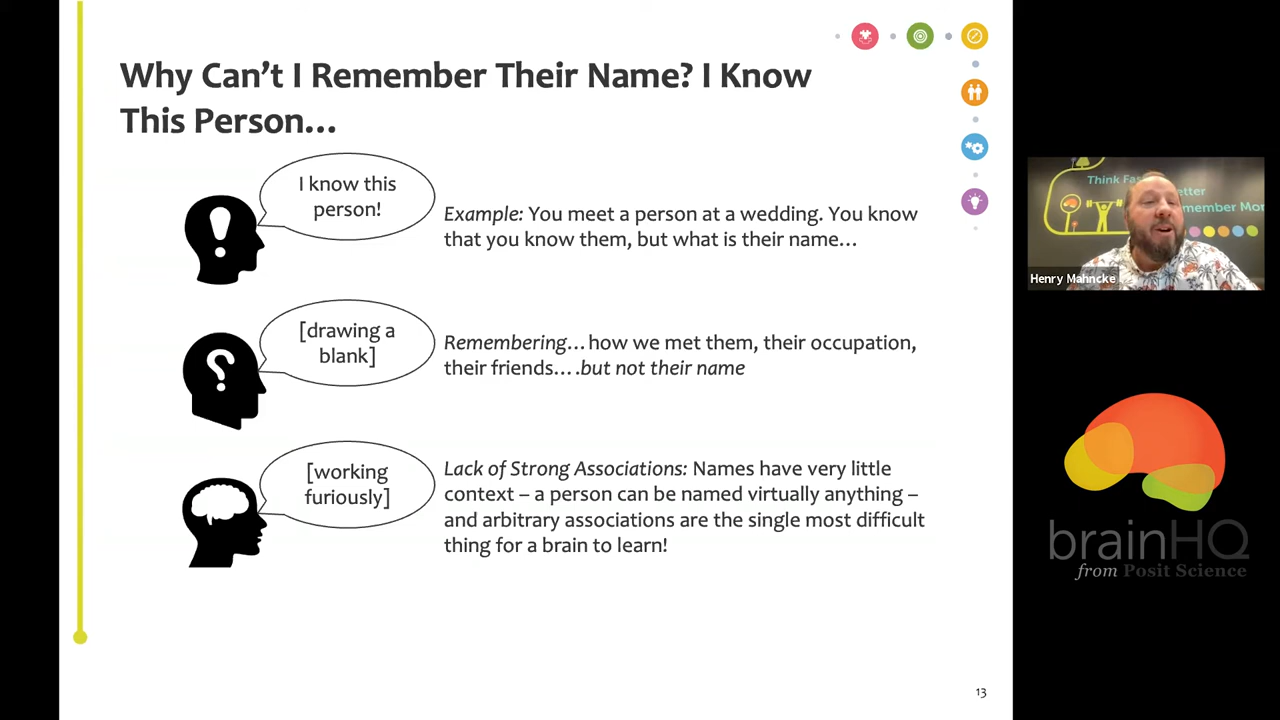 Why Can't I Remember Their Name? I Know
This Person...
I know this
person!
Example: You meet a person at a wedding. You know
that you know them, but what is their name...
[drawing a
blank]
Remembering... how we met them, their occupation,
their friends....but not their name
[working
furiously]
Lack of Strong Associations: Names have very little
context – a person can be named virtually anything –
and arbitrary associations are the single most difficult
thing for a brain to learn!
13
Think
Henry Mahncke
brainHQ
from Posit Science